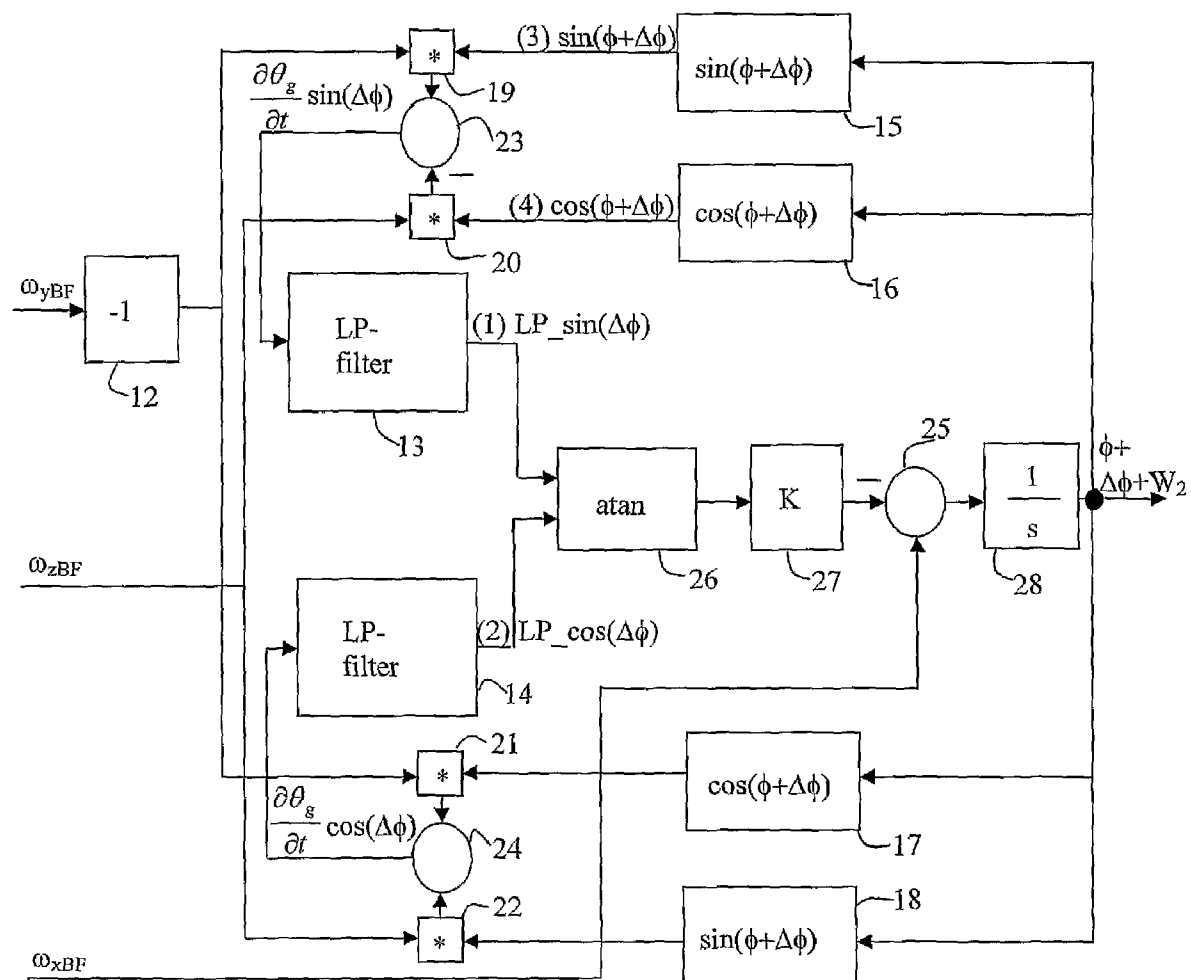 (3) sin(ϕ+Δϕ)
sin(ϕ+Δϕ)
*
19
15
∂θg/∂t sin(Δϕ)
23
−
(4) cos(ϕ+Δϕ)
cos(ϕ+Δϕ)
*
20
16
ωyBF
-1
12
LP-
filter
13
(1) LP_sin(Δϕ)
25
ϕ+
Δϕ+W2
atan
26
K
27
−
1
s
28
ωzBF
LP-
filter
14
(2) LP_cos(Δϕ)
21
*
cos(ϕ+Δϕ)
17
∂θg/∂t cos(Δϕ)
24
22
*
18
sin(ϕ+Δϕ)
ωxBF